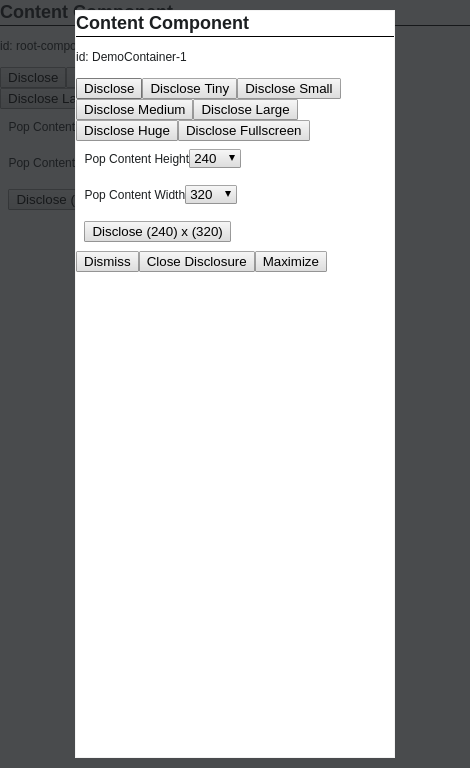 Content Component
id: DemoContainer-1
Disclose Disclose Tiny Disclose Small
Disclose Medium Disclose Large
Disclose Huge Disclose Fullscreen
Pop Content Height 240
Pop Content Width 320
Disclose (240) x (320)
Dismiss Close Disclosure Maximize
Content
id: root-compo
Disclose
Disclose La
Pop Content
Pop Content
Disclose (